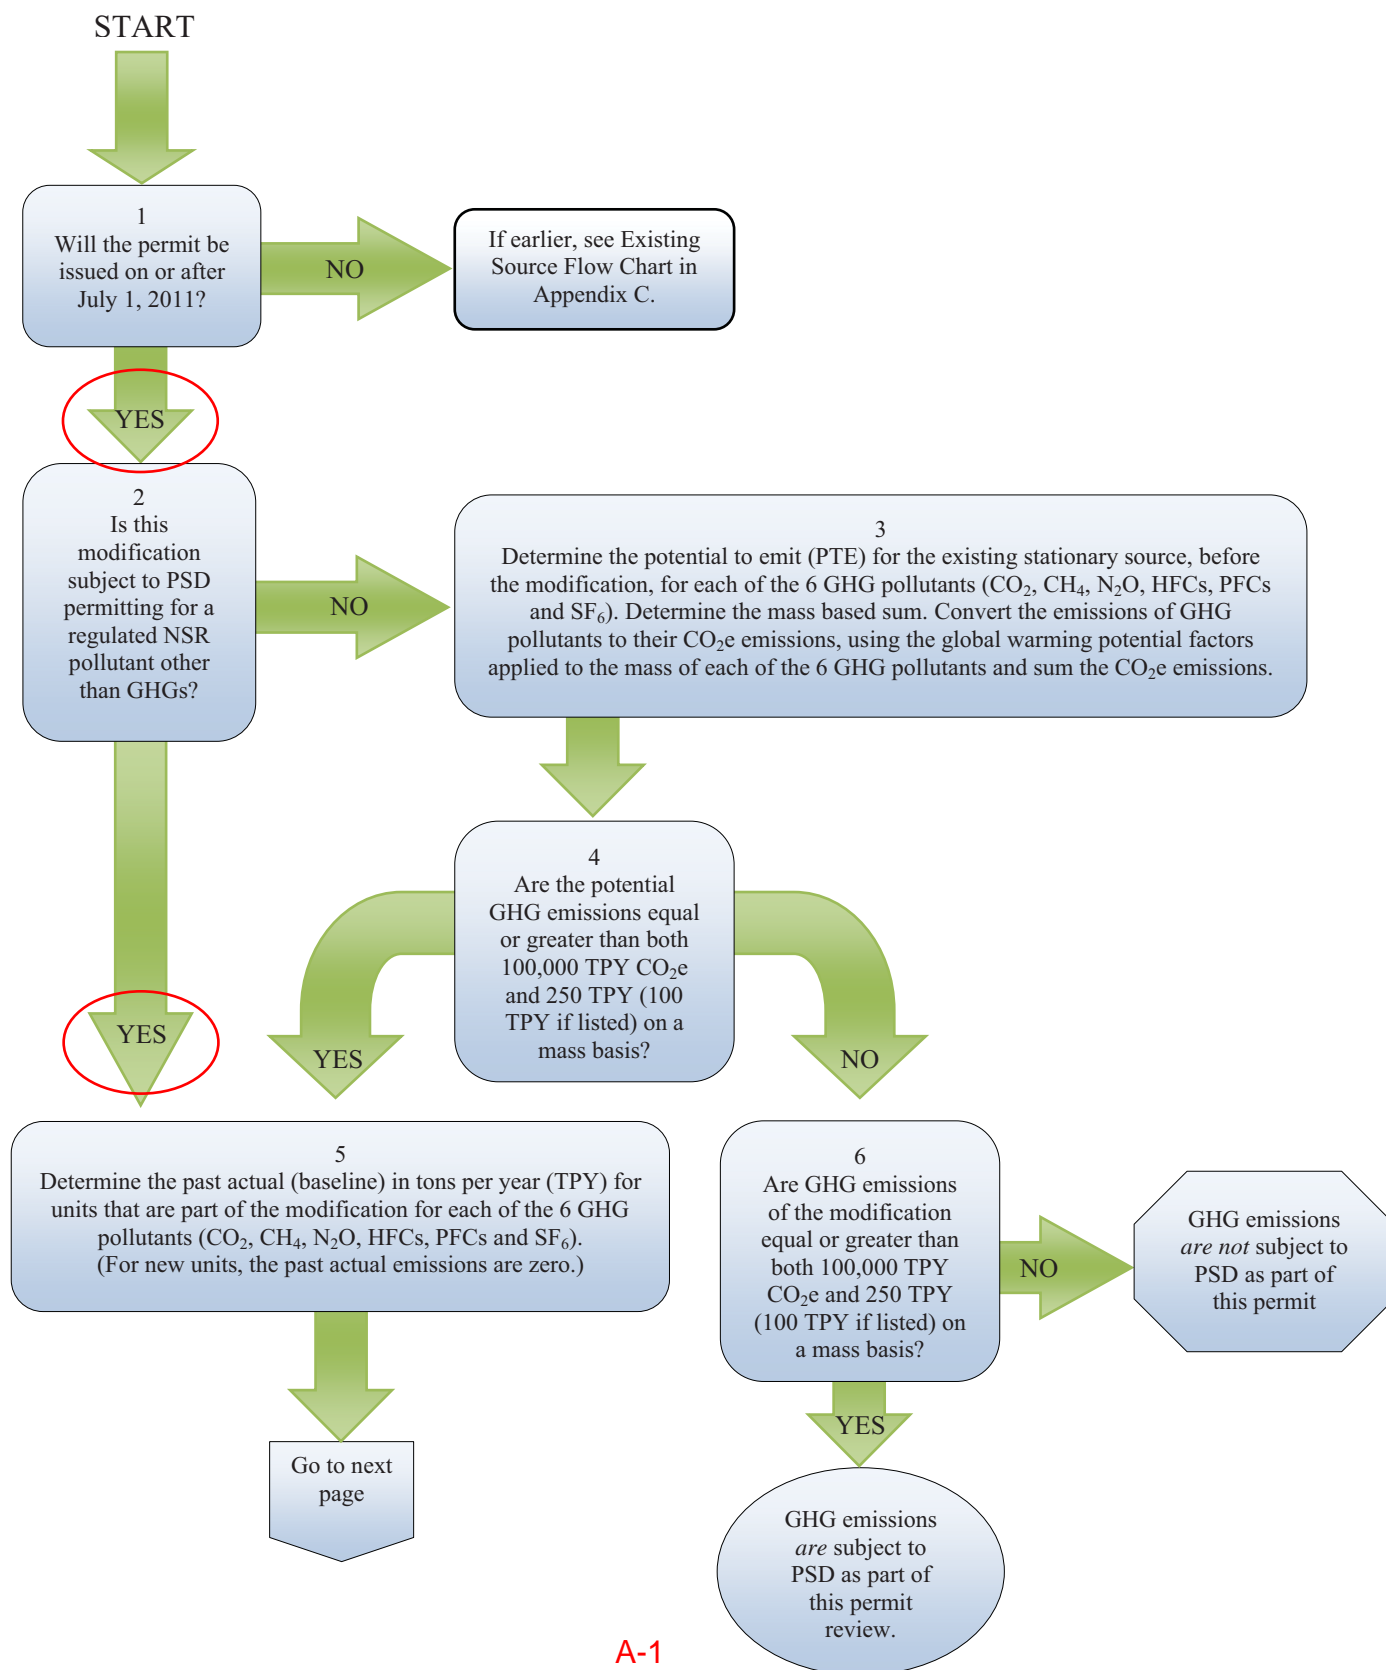 START
1
Will the permit be
issued on or after
July 1, 2011?
NO
If earlier, see Existing
Source Flow Chart in
Appendix C.
YES
2
Is this
modification
subject to PSD
permitting for a
regulated NSR
pollutant other
than GHGs?
NO
3
Determine the potential to emit (PTE) for the existing stationary source, before
the modification, for each of the 6 GHG pollutants (CO₂, CH₄, N₂O, HFCs, PFCs
and SF₆). Determine the mass based sum. Convert the emissions of GHG
pollutants to their CO₂e emissions, using the global warming potential factors
applied to the mass of each of the 6 GHG pollutants and sum the CO₂e emissions.
4
Are the potential
GHG emissions equal
or greater than both
100,000 TPY CO₂e
and 250 TPY (100
TPY if listed) on a
mass basis?
YES
YES
NO
5
Determine the past actual (baseline) in tons per year (TPY) for
units that are part of the modification for each of the 6 GHG
pollutants (CO₂, CH₄, N₂O, HFCs, PFCs and SF₆).
(For new units, the past actual emissions are zero.)
6
Are GHG emissions
of the modification
equal or greater than
both 100,000 TPY
CO₂e and 250 TPY
(100 TPY if listed) on
a mass basis?
NO
GHG emissions
are not subject to
PSD as part of
this permit
Go to next
page
YES
GHG emissions
are subject to
PSD as part of
this permit
review.
A-1